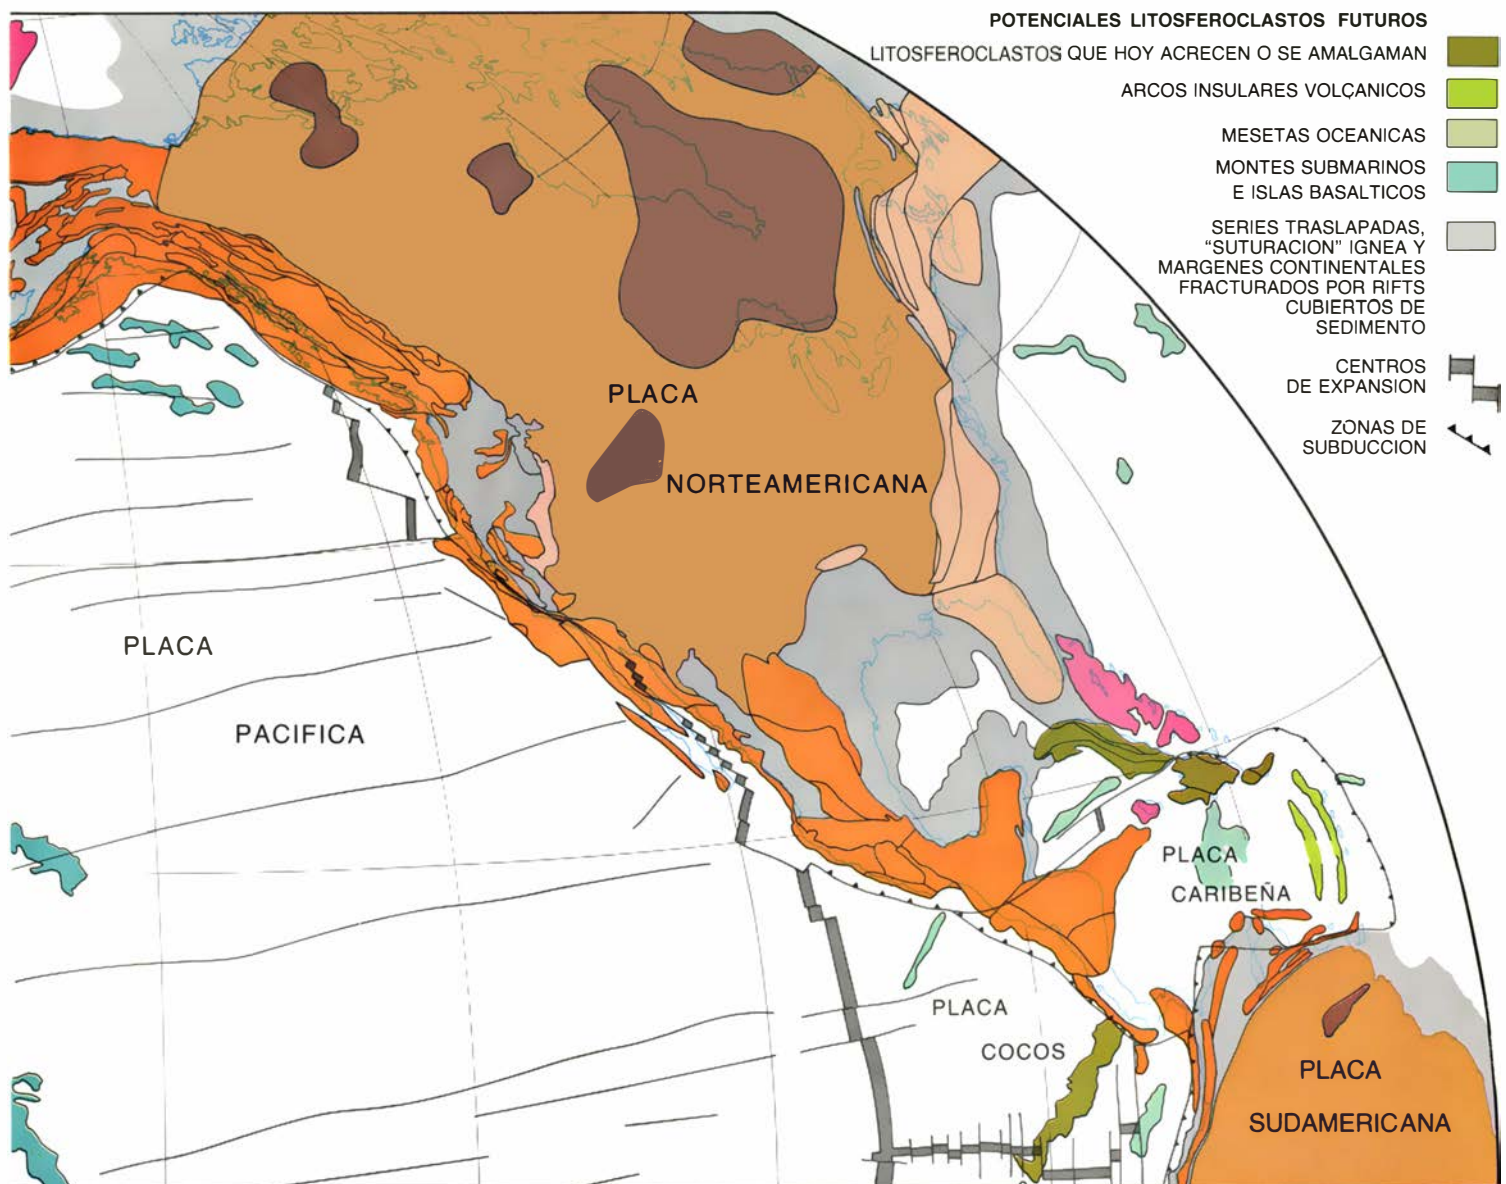 POTENCIALES LITOSFEROCLASTOS FUTUROS
LITOSFEROCLASTOS QUE HOY ACRECEN O SE AMALGAMAN
ARCOS INSULARES VOLÇANICOS
MESETAS OCEANICAS
MONTES SUBMARINOS
E ISLAS BASALTICOS
SERIES TRASLAPADAS,
“SUTURACION” IGNEA Y
MARGENES CONTINENTALES
FRACTURADOS POR RIFTS
CUBIERTOS DE
SEDIMENTO
CENTROS
DE EXPANSION
ZONAS DE
SUBDUCCION
PLACA
NORTEAMERICANA
PLACA
PACIFICA
PLACA
CARIBEÑA
PLACA
COCOS
PLACA
SUDAMERICANA